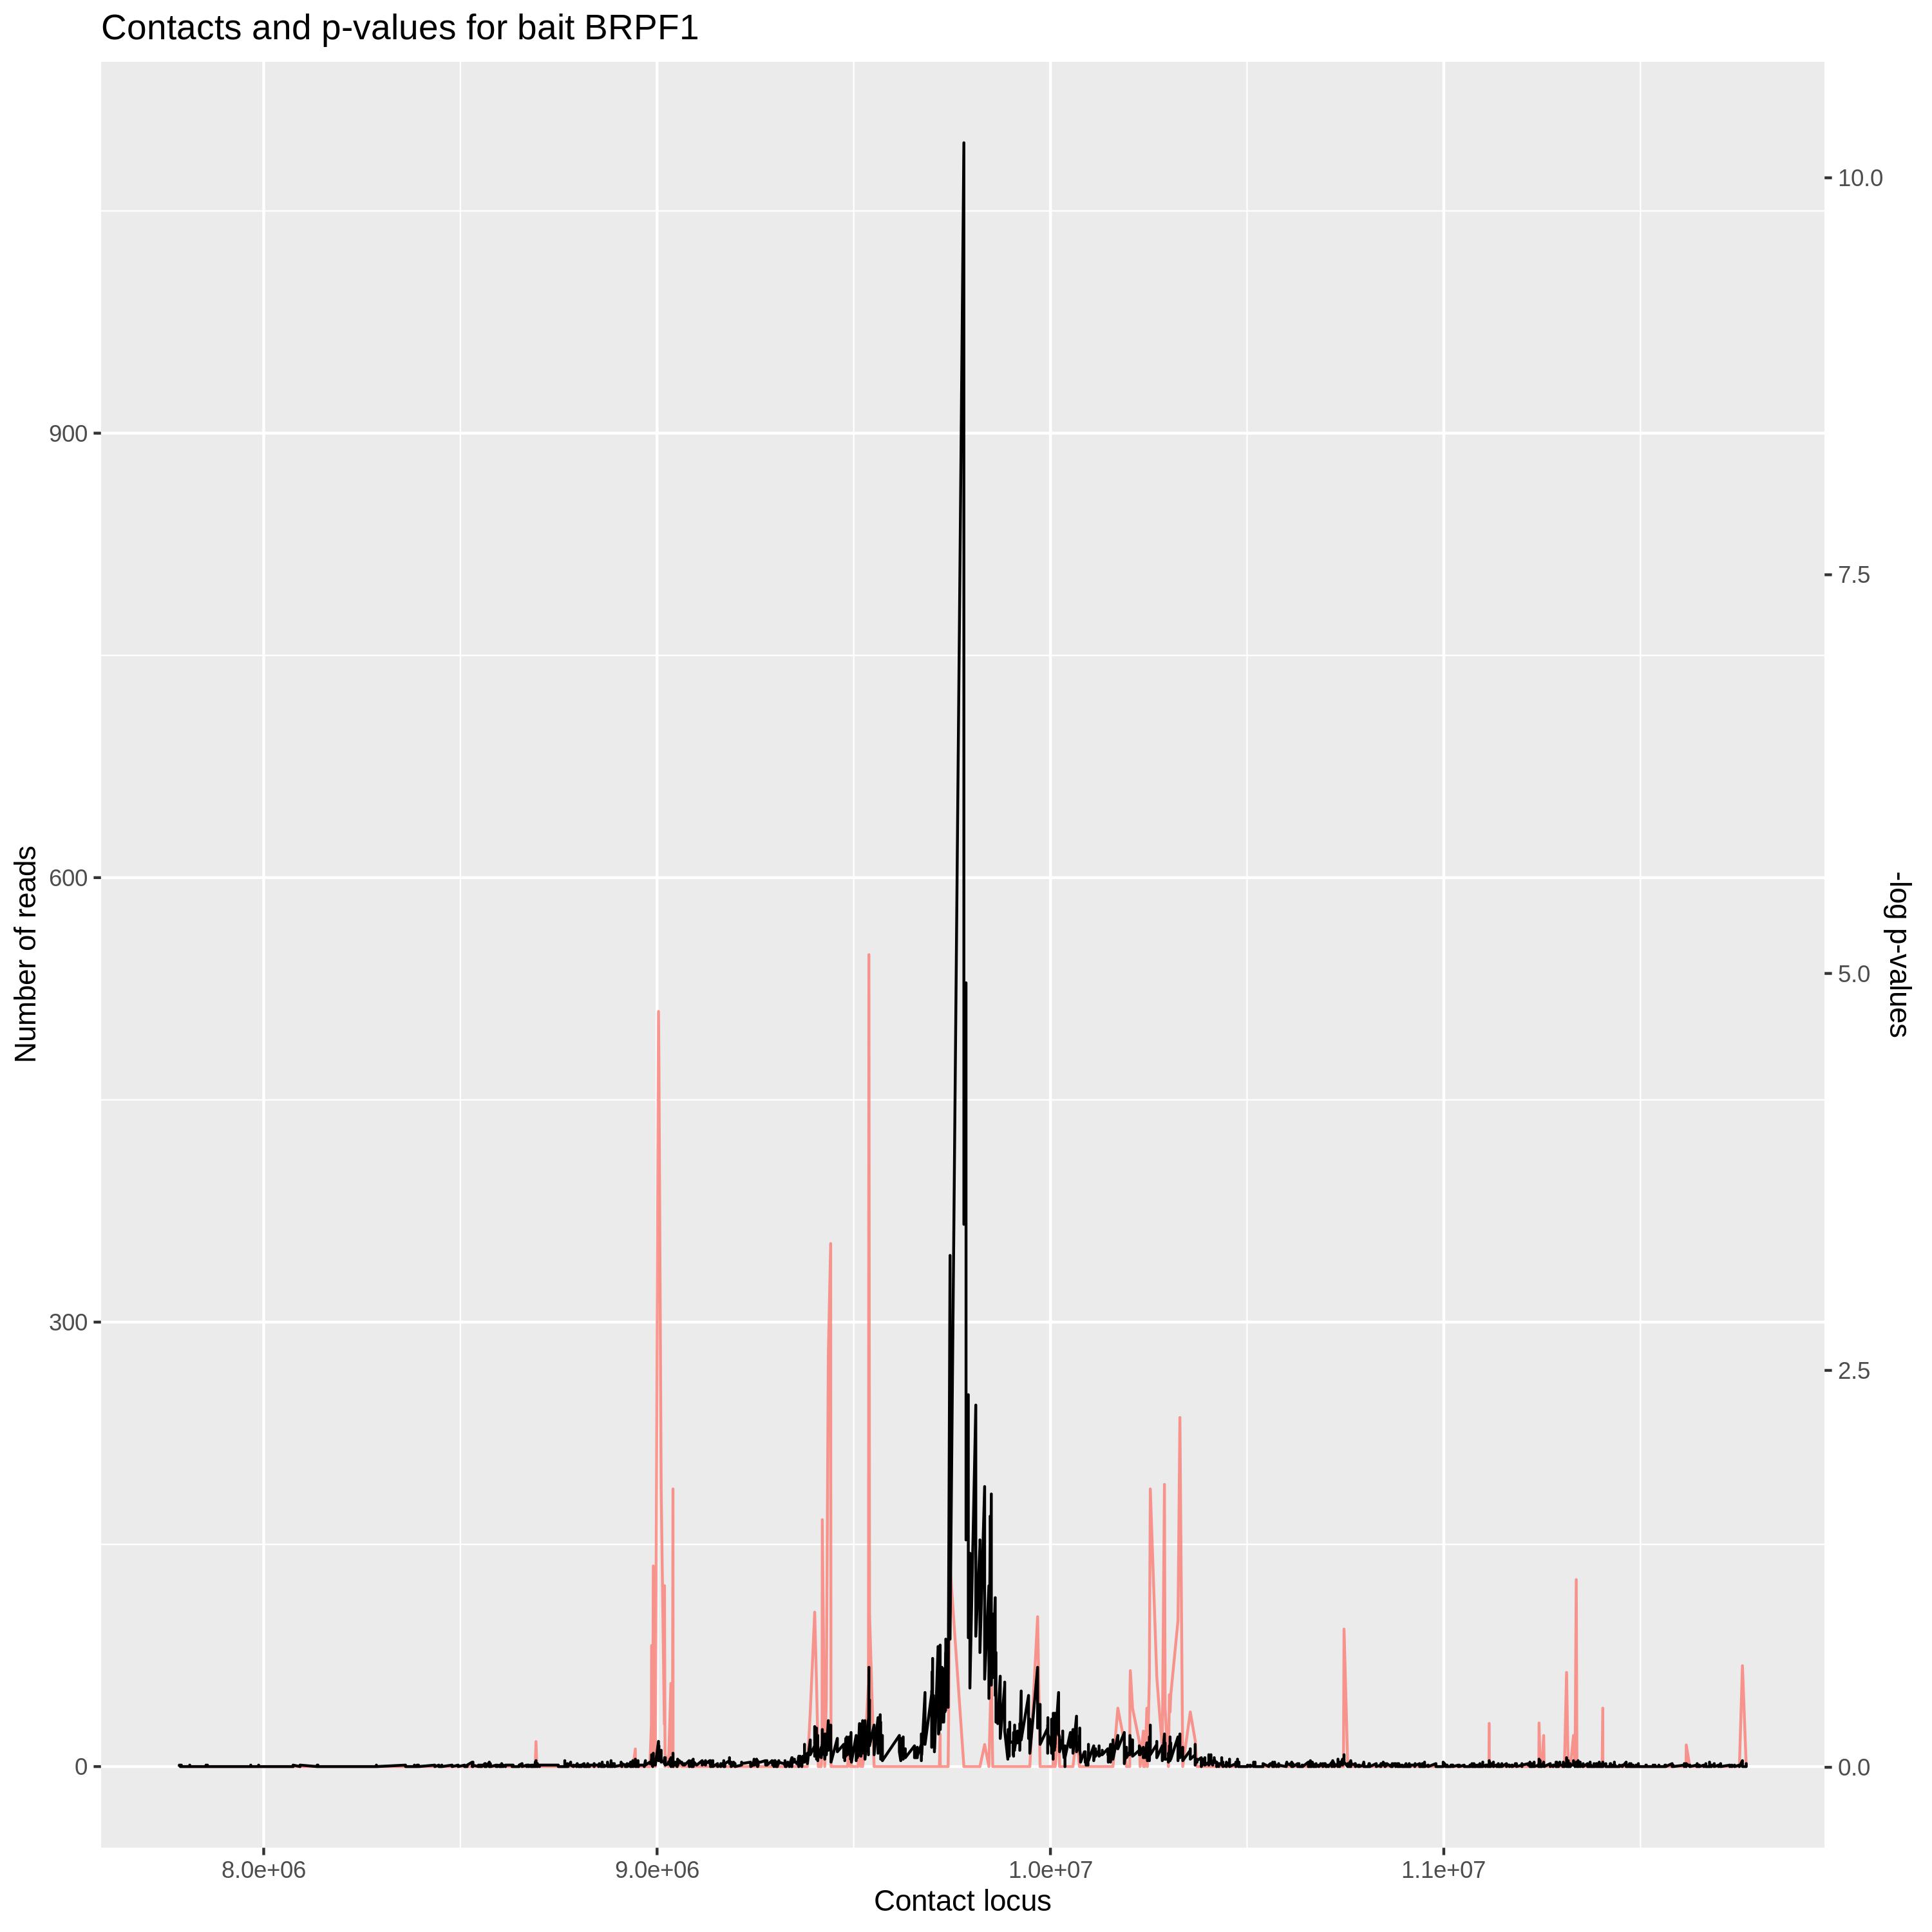 Contacts and p-values for bait BRPF1
Number of reads
900
600
300
0
10.0
7.5
5.0
2.5
0.0
-log p-values
8.0e+06
9.0e+06
1.0e+07
1.1e+07
Contact locus